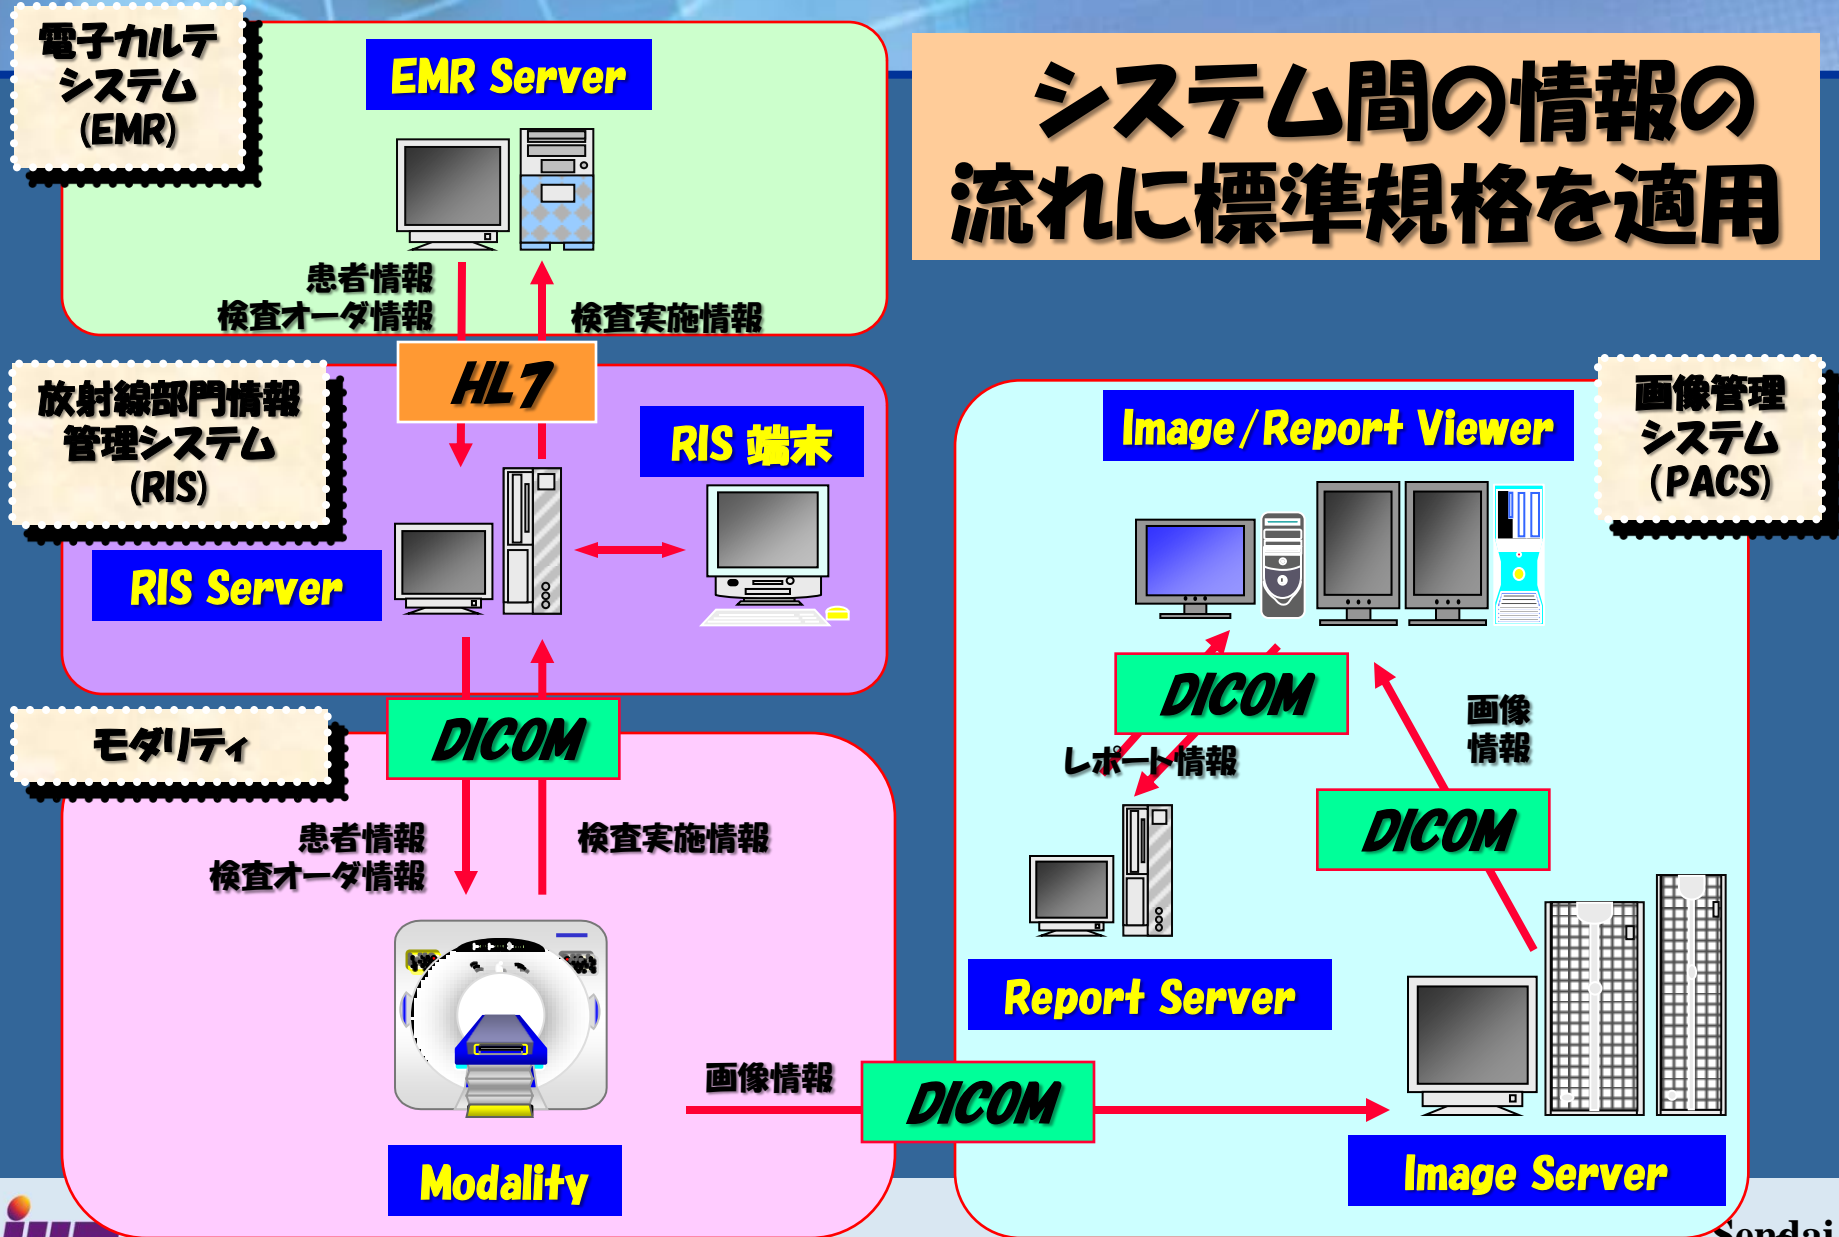 電子カルテ
システム
(EMR)
EMR Server
システム間の情報の
流れに標準規格を適用
患者情報
検査オーダ情報
検査実施情報
HL7
放射線部門情報
管理システム
(RIS)
RIS 端末
RIS Server
画像管理
システム
(PACS)
Image/Report Viewer
DICOM
モダリティ
DICOM
患者情報
検査オーダ情報
検査実施情報
レポート情報
画像
情報
DICOM
Report Server
画像情報
DICOM
Modality
Image Server
Sendai